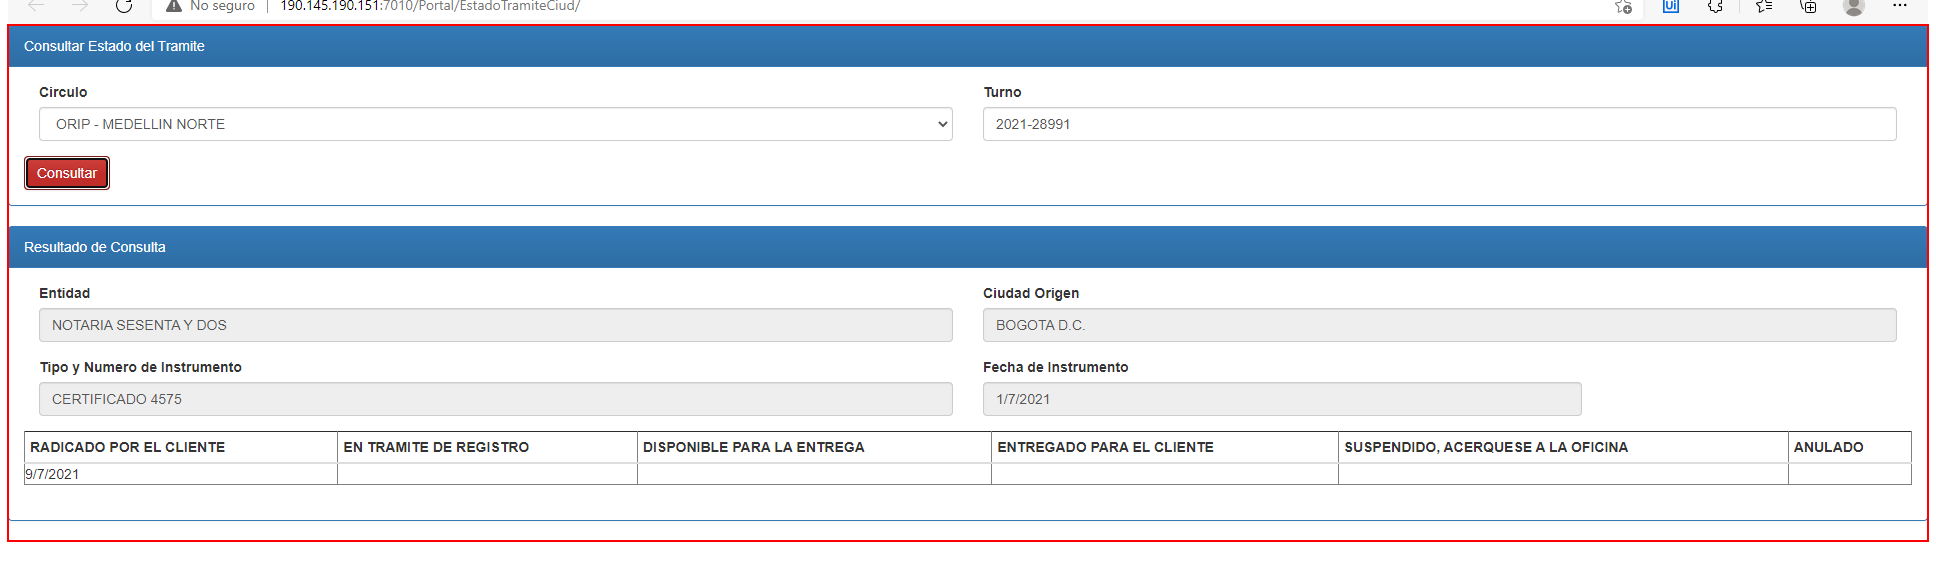 No seguro | 190.145.190.151:7010/Portal/EstadoTramiteCiud/
Consultar Estado del Tramite
Circulo Turno
ORIP - MEDELLIN NORTE 2021-28991
Consultar
Resultado de Consulta
Entidad Ciudad Origen
NOTARIA SESENTA Y DOS BOGOTA D.C.
Tipo y Numero de Instrumento Fecha de Instrumento
CERTIFICADO 4575 1/7/2021
RADICADO POR EL CLIENTE EN TRAMITE DE REGISTRO DISPONIBLE PARA LA ENTREGA ENTREGADO PARA EL CLIENTE SUSPENDIDO, ACERQUESE A LA OFICINA ANULADO
9/7/2021